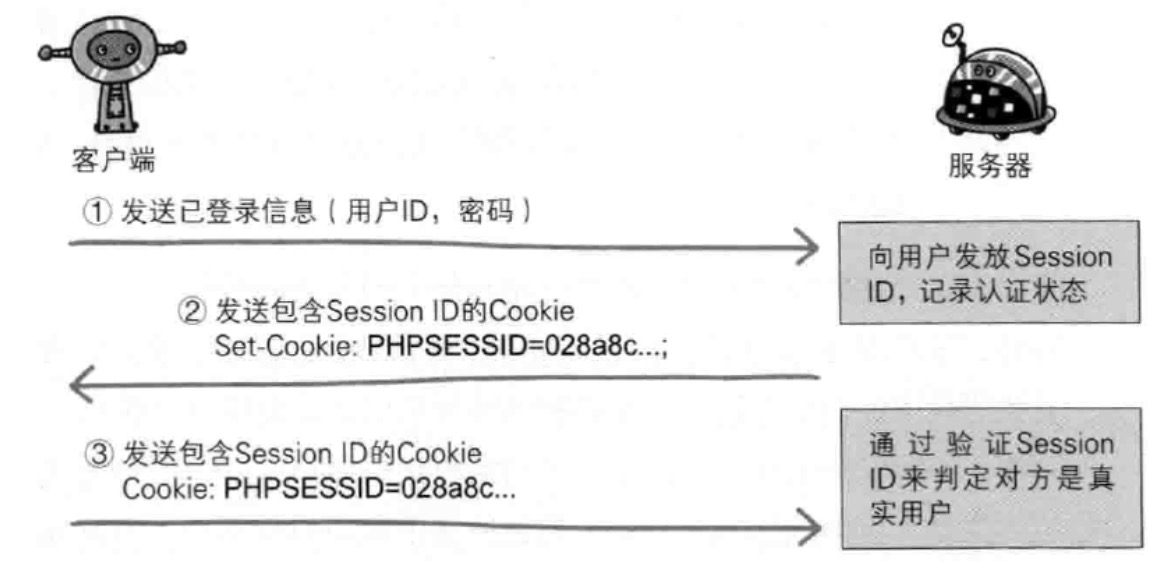 客户端
服务器
① 发送已登录信息（用户ID，密码）
向用户发放Session
ID，记录认证状态
② 发送包含Session ID的Cookie
Set-Cookie: PHPSESSID=028a8c...;
③ 发送包含Session ID的Cookie
Cookie: PHPSESSID=028a8c...
通过验证Session
ID来判定对方是真
实用户